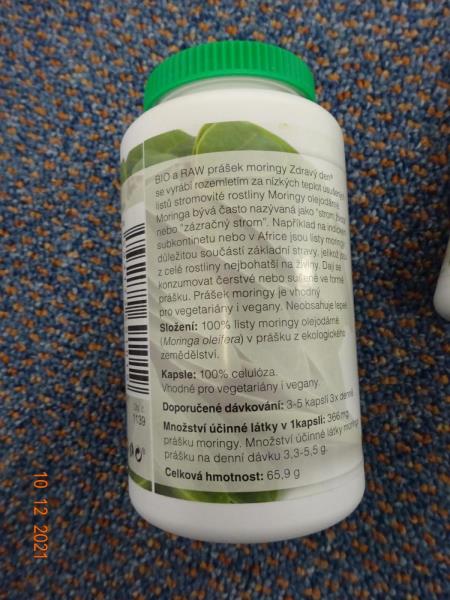 BIO a RAW prášek moringy Zdravý den®
se vyrábí rozemletím za nízkých teplot usušených
listů stromovité rostliny Moringy olejodárné.
Moringa bývá často nazývaná jako "strom života"
nebo "zázračný strom". Například na indickém
subkontinetu nebo v Africe jsou listy moringy
důležitou součástí základní stravy, jelikož jsou
z celé rostliny nejbohatší na živiny. Dají se
konzumovat čerstvé nebo sušené ve formě
prášku. Prášek moringy je vhodný
pro vegetariány i vegany. Neobsahuje lepek.
Složení: 100% listy moringy olejodárné
(Moringa oleifera) v prášku z ekologického
zemědělství.
Kapsle: 100% celulóza.
Vhodné pro vegetariány i vegany.
Doporučené dávkování: 3-5 kapslí 3x denně
Množství účinné látky v 1kapsli: 366mg
prášku moringy. Množství účinné látky moringy
prášku na denní dávku 3,3-5,5 g.
Celková hmotnost: 65,9 g
1139
10 12 2021